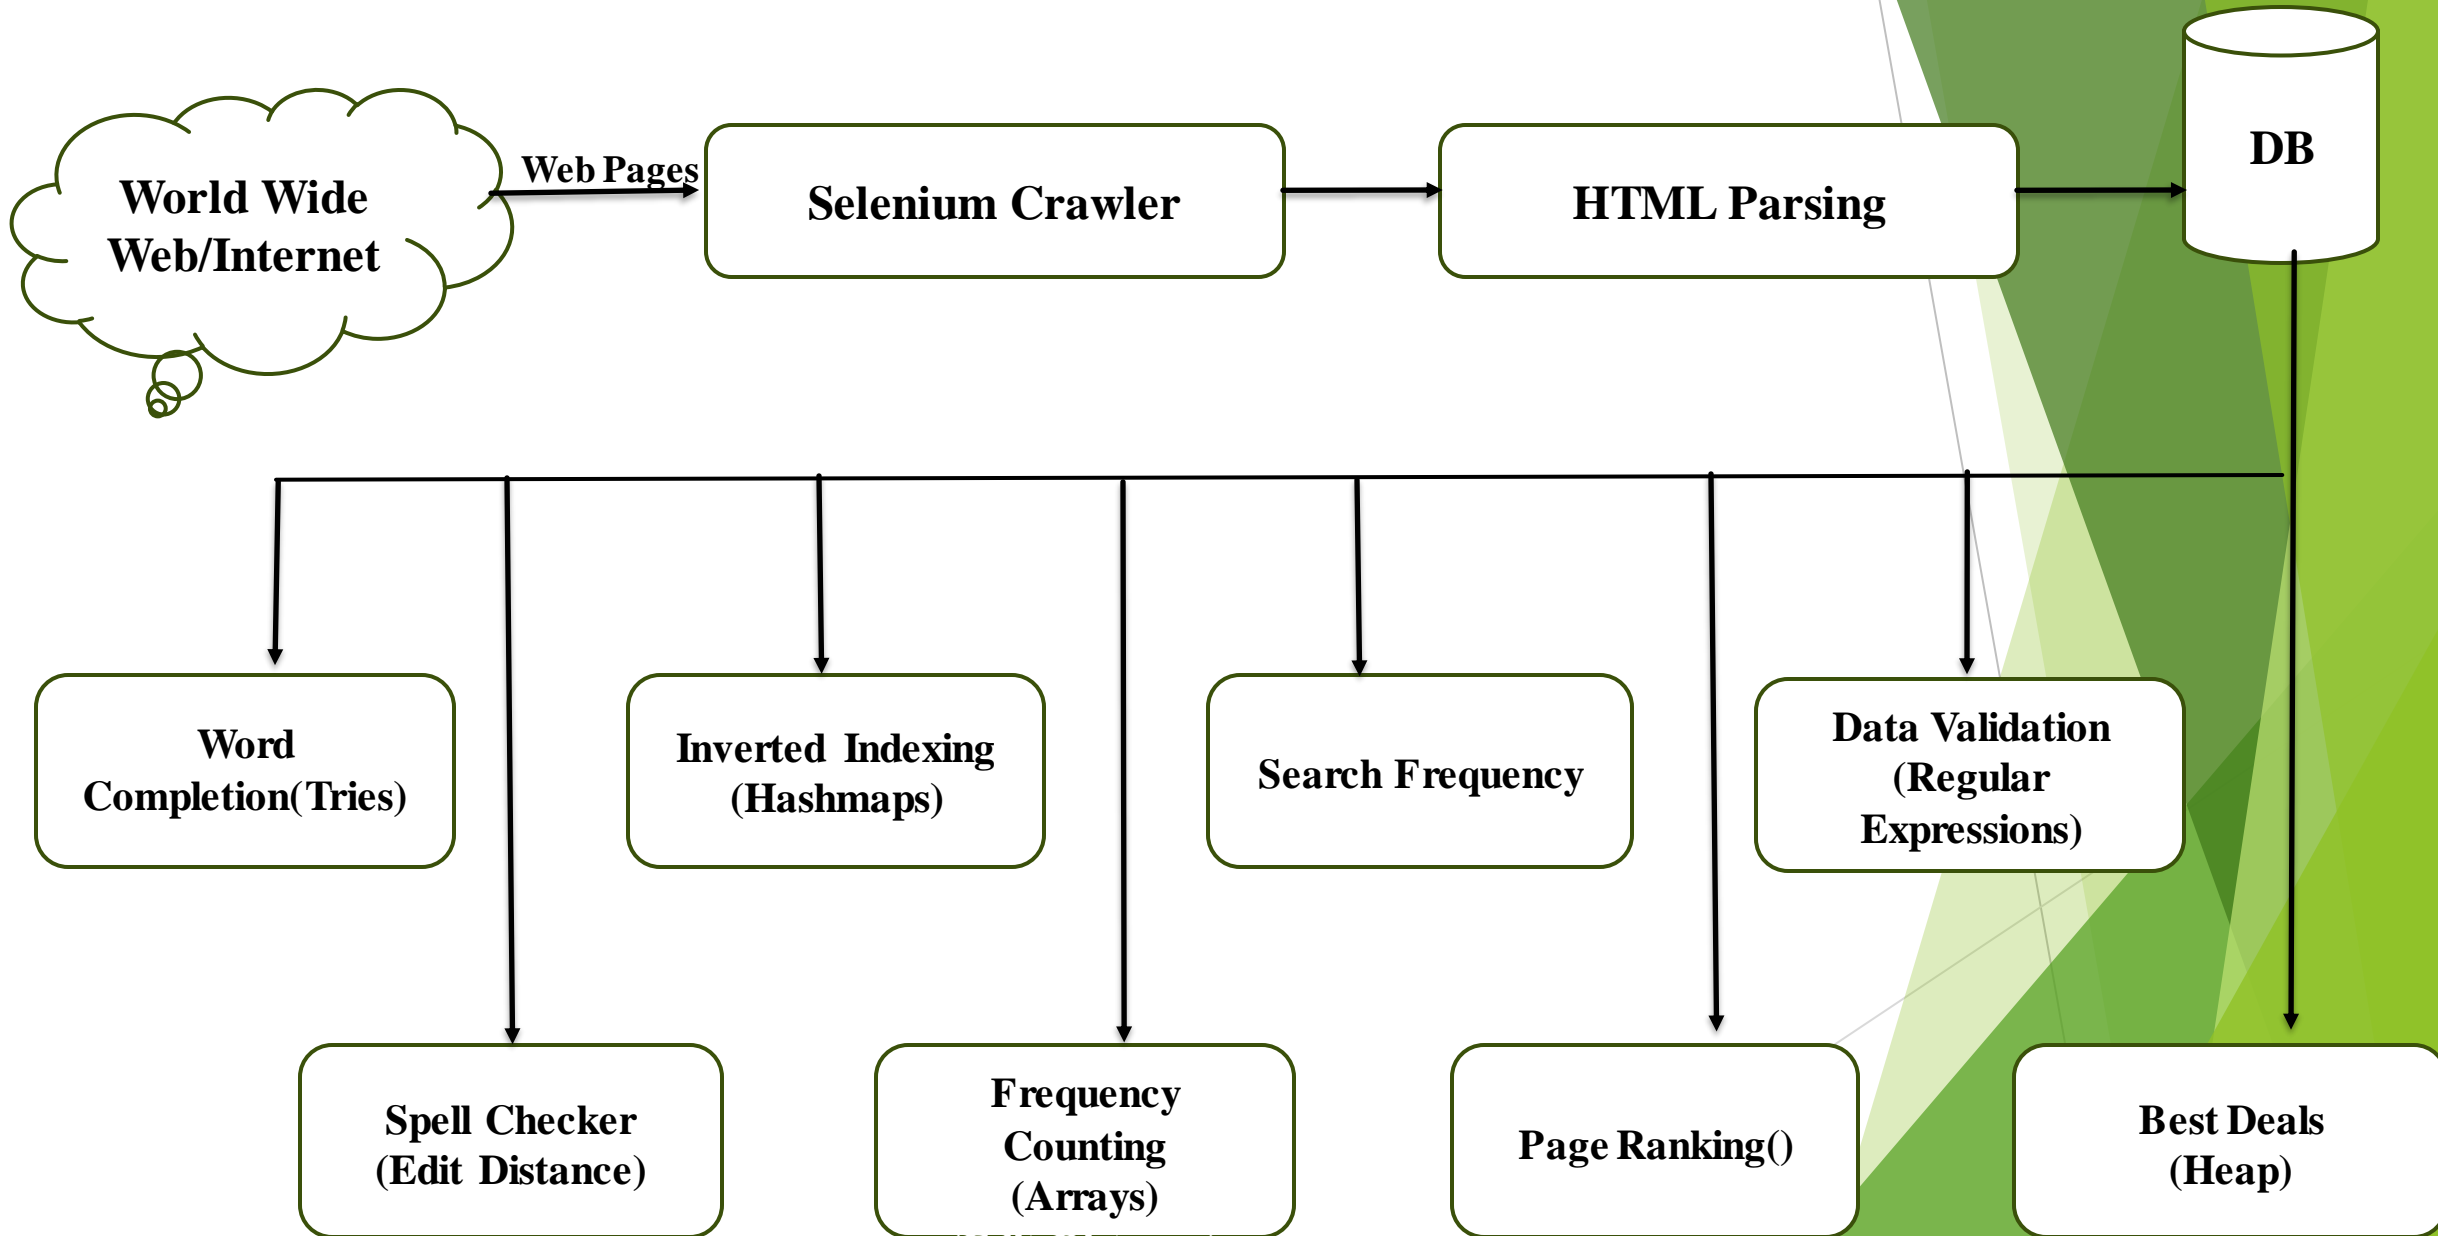 World Wide
Web/Internet
Web Pages
Selenium Crawler
HTML Parsing
DB
Word
Completion(Tries)
Inverted Indexing
(Hashmaps)
Search Frequency
Data Validation
(Regular
Expressions)
Spell Checker
(Edit Distance)
Frequency
Counting
(Arrays)
Page Ranking()
Best Deals
(Heap)